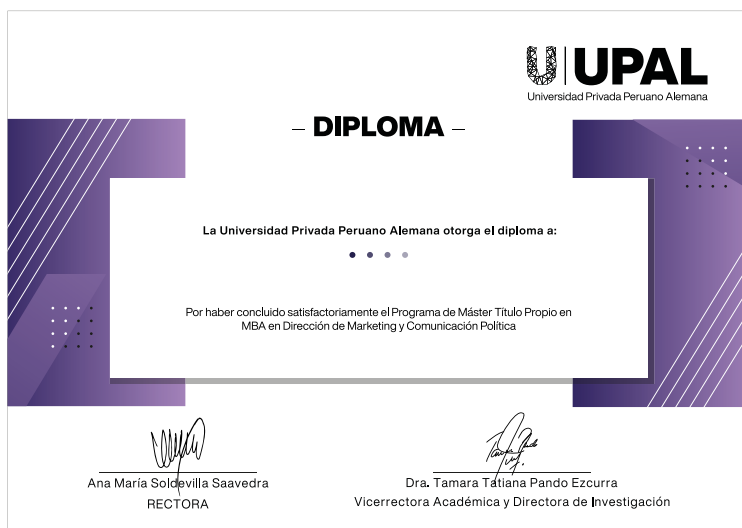 UPAL
Universidad Privada Peruano Alemana
– DIPLOMA –
La Universidad Privada Peruano Alemana otorga el diploma a:
Por haber concluido satisfactoriamente el Programa de Máster Título Propio en
MBA en Dirección de Marketing y Comunicación Política
Ana María Soldevilla Saavedra
RECTORA
Dra. Tamara Tatiana Pando Ezcurra
Vicerrectora Académica y Directora de Investigación